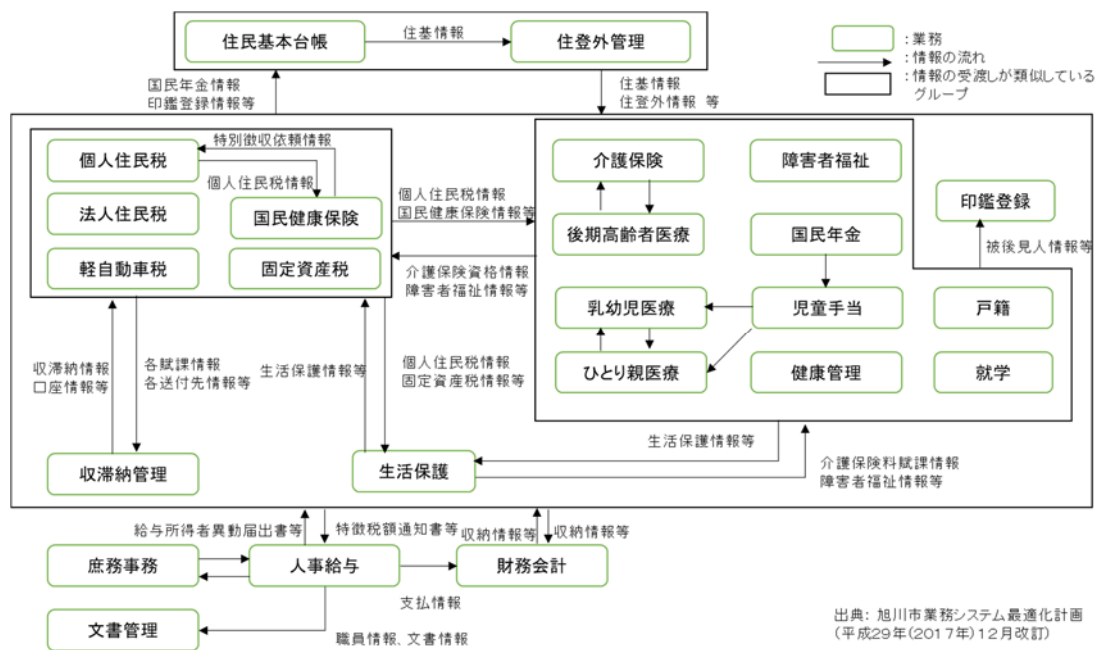 住民基本台帳
住基情報
住登外管理
:業務
:情報の流れ
:情報の受渡しが類似している
グループ
国民年金情報
印鑑登録情報等
住基情報
住登外情報 等
特別徴収依頼情報
個人住民税
個人住民税情報
法人住民税
国民健康保険
軽自動車税
固定資産税
個人住民税情報
国民健康保険情報等
介護保険資格情報
障害者福祉情報等
介護保険
障害者福祉
後期高齢者医療
国民年金
乳幼児医療
児童手当
ひとり親医療
健康管理
印鑑登録
被後見人情報等
戸籍
就学
収滞納情報
口座情報等
各賦課情報
各送付先情報等
生活保護情報等
個人住民税情報
固定資産税情報等
収滞納管理
生活保護
生活保護情報等
介護保険料賦課情報
障害者福祉情報等
給与所得者異動届出書等
特徴税額通知書等
収納情報等
収納情報等
庶務事務
人事給与
財務会計
支払情報
文書管理
職員情報、文書情報
出典: 旭川市業務システム最適化計画
(平成29年(2017年)12月改訂)